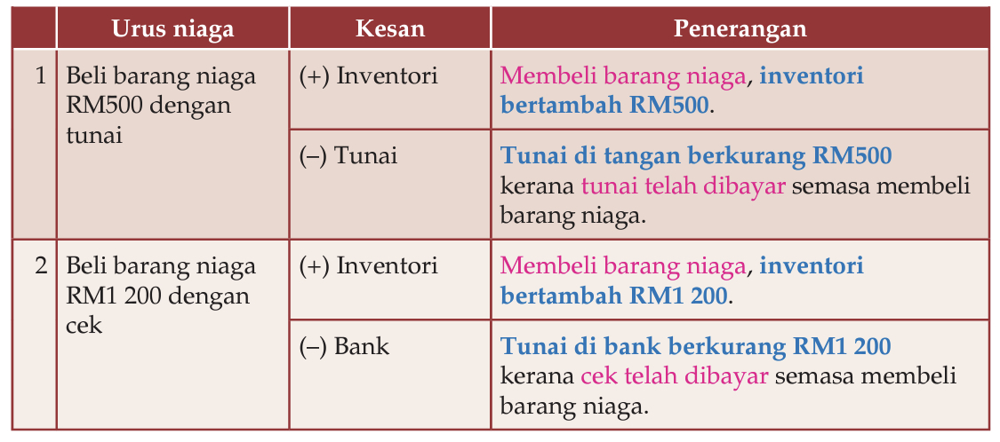 Urus niaga
Kesan
Penerangan
1
Beli barang niaga
RM500 dengan
tunai
(+) Inventori
Membeli barang niaga, inventori
bertambah RM500.
(–) Tunai
Tunai di tangan berkurang RM500
kerana tunai telah dibayar semasa membeli
barang niaga.
2
Beli barang niaga
RM1 200 dengan
cek
(+) Inventori
Membeli barang niaga, inventori
bertambah RM1 200.
(–) Bank
Tunai di bank berkurang RM1 200
kerana cek telah dibayar semasa membeli
barang niaga.